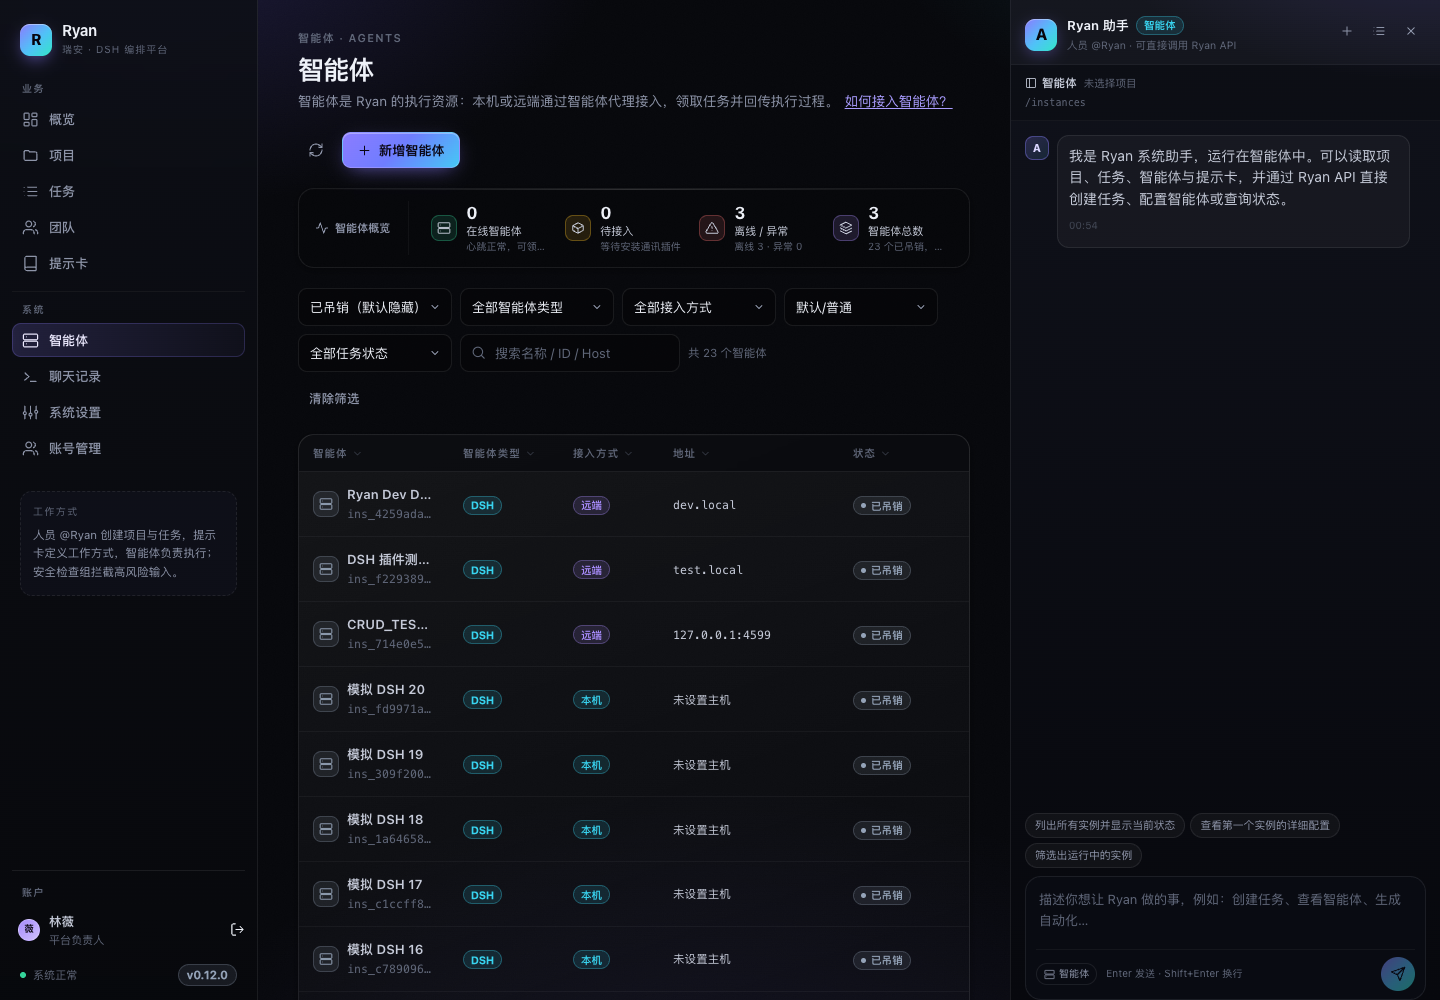 R
Ryan
瑞安 · DSH 编排平台
业务
概览
项目
任务
团队
提示卡
系统
智能体
聊天记录
系统设置
账号管理
工作方式
人员 @Ryan 创建项目与任务，提示
卡定义工作方式，智能体负责执行；
安全检查组拦截高风险输入。
账户
薇
林薇
平台负责人
系统正常
v0.12.0
智能体 · AGENTS
智能体
智能体是 Ryan 的执行资源：本机或远端通过智能体代理接入，领取任务并回传执行过程。 如何接入智能体？
新增智能体
智能体概览
0
在线智能体
心跳正常，可领...
0
待接入
等待安装通讯插件
3
离线 / 异常
离线 3 · 异常 0
3
智能体总数
23 个已吊销，...
已吊销（默认隐藏）
全部智能体类型
全部接入方式
默认/普通
全部任务状态
搜索名称 / ID / Host
共 23 个智能体
清除筛选
智能体 智能体类型 接入方式 地址 状态
Ryan Dev D... DSH 远端 dev.local 已吊销
ins_4259ada…
DSH 插件测... DSH 远端 test.local 已吊销
ins_f229389…
CRUD_TES... DSH 远端 127.0.0.1:4599 已吊销
ins_714e0e5…
模拟 DSH 20 DSH 本机 未设置主机 已吊销
ins_fd9971a…
模拟 DSH 19 DSH 本机 未设置主机 已吊销
ins_309f200…
模拟 DSH 18 DSH 本机 未设置主机 已吊销
ins_1a64658…
模拟 DSH 17 DSH 本机 未设置主机 已吊销
ins_c1ccff8…
模拟 DSH 16 DSH 本机 未设置主机 已吊销
ins_c789096…
A
Ryan 助手 智能体
人员 @Ryan · 可直接调用 Ryan API
智能体 未选择项目
/instances
A
我是 Ryan 系统助手，运行在智能体中。可以读取项
目、任务、智能体与提示卡，并通过 Ryan API 直接
创建任务、配置智能体或查询状态。
00:54
列出所有实例并显示当前状态
查看第一个实例的详细配置
筛选出运行中的实例
描述你想让 Ryan 做的事，例如：创建任务、查看智能体、生成
自动化...
智能体
Enter 发送 · Shift+Enter 换行